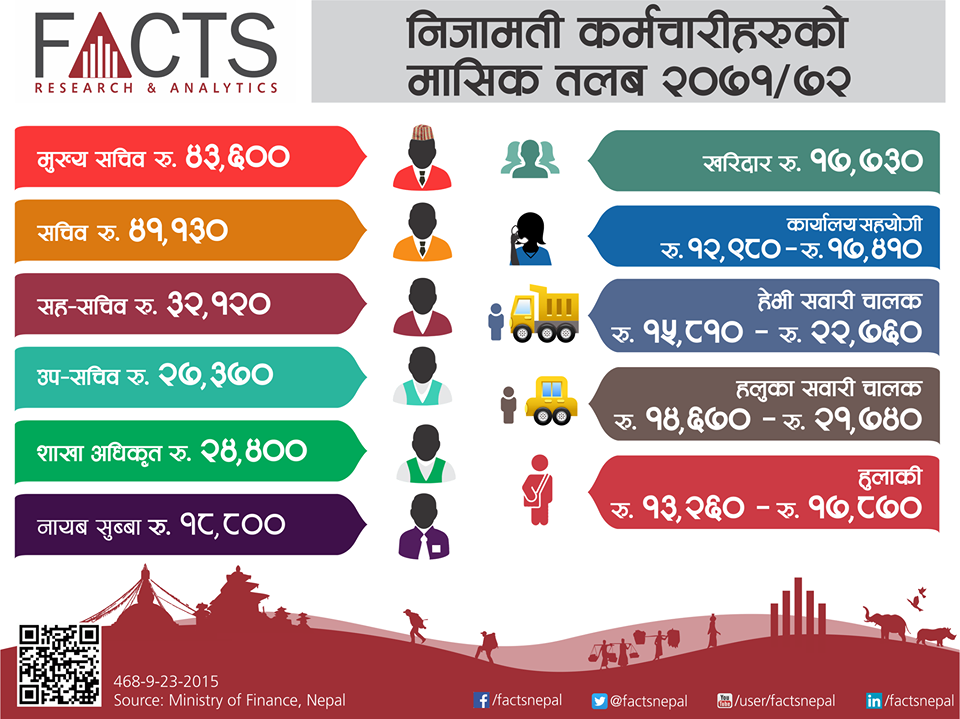 FACTS
RESEARCH & ANALYTICS
निजामती कर्मचारीहरुको
मासिक तलब २०७१/७२
मुख्य सचिव रु. ४३,६००
सचिव रु. ४१,१३०
सह-सचिव रु. ३२,१२०
उप-सचिव रु. २७,३७०
शाखा अधिकृत रु. २४,४००
नायब सुब्बा रु. १८,८००
खरिदार रु. १७,७३०
कार्यालय सहयोगी
रु. १२,९८० – रु. १७,४१०
हेभी सवारी चालक
रु. १५,८१० – रु. २२,७६०
हलुका सवारी चालक
रु. १४,६७० – रु. २१,७४०
हुलाकी
रु. १३,२६० – रु. १७,८७०
468-9-23-2015
Source: Ministry of Finance, Nepal
/factsnepal
@factsnepal
You Tube
/user/factsnepal
/factsnepal